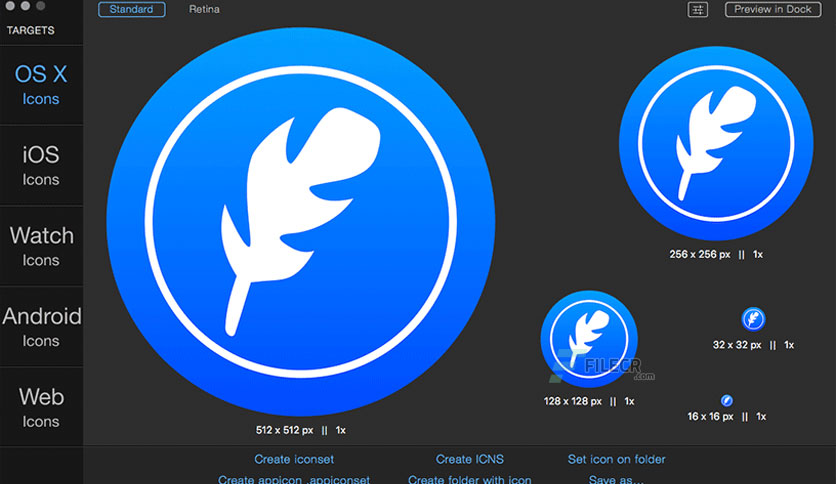 Standard
Retina
Preview in Dock
TARGETS
OS X
Icons
iOS
Icons
Watch
Icons
Android
Icons
Web
Icons
512 x 512 px || 1x
256 x 256 px || 1x
128 x 128 px || 1x
32 x 32 px || 1x
16 x 16 px || 1x
FILECR
.com
Create iconset
Create ICNS
Set icon on folder
Create appicon .appiconset
Create folder with icon
Save as...